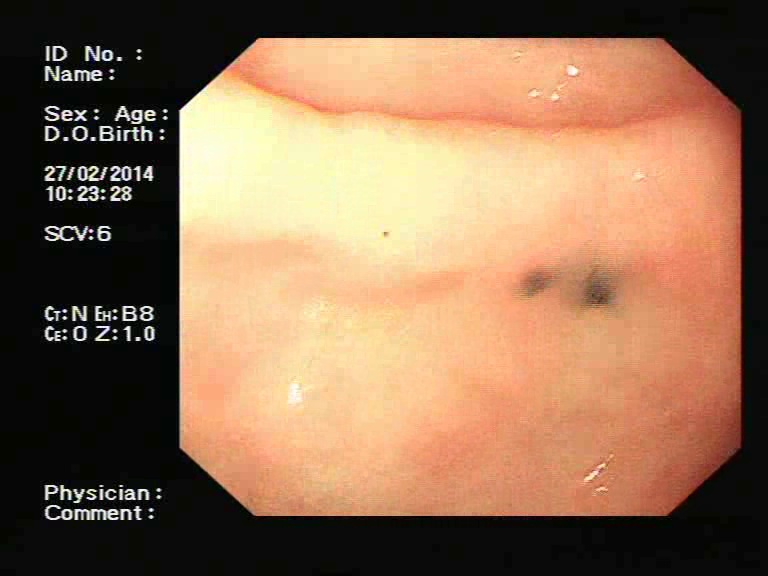 ID No. :
Name:
Sex: Age:
D.O.Birth:
27/02/2014
10:23:28
SCV:6
CT:N EH:B8
CE:0 Z:1.0
Physician:
Comment: